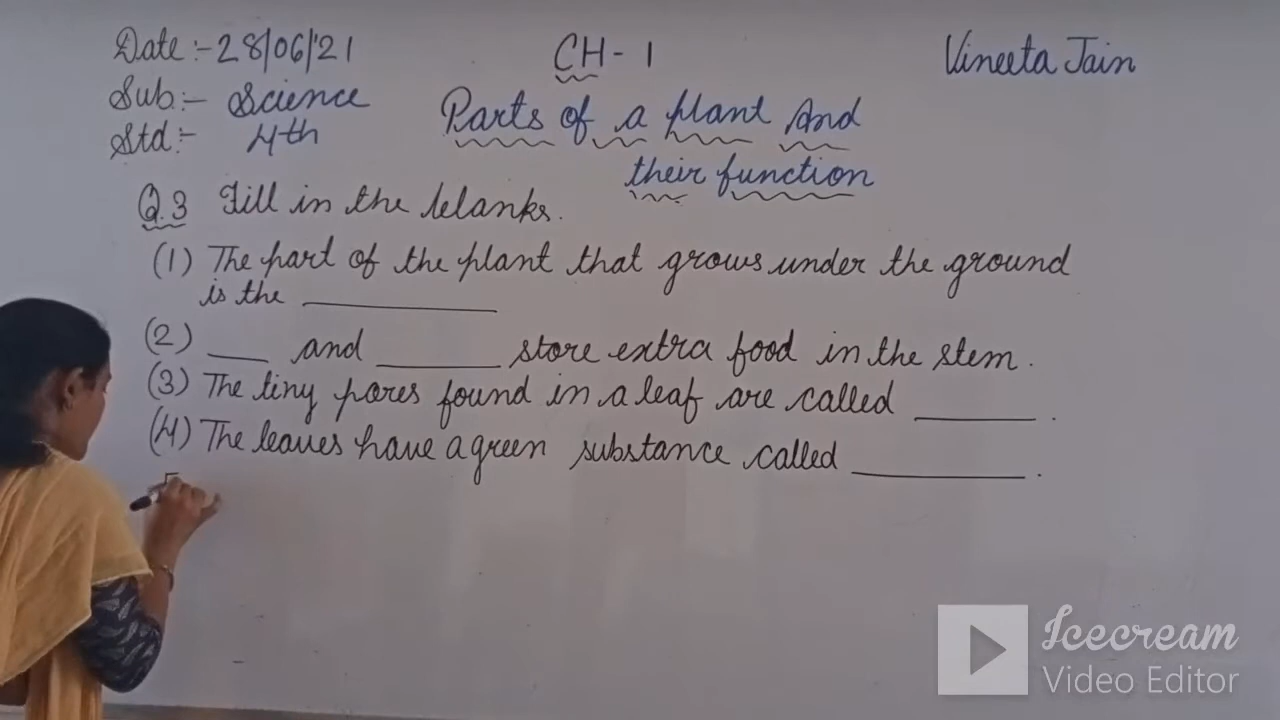 Date :- 28/06/'21
CH - 1
Vineeta Jain
Sub:- Science
Parts of a plant And
Std:- 4th
their function
Q.3 Fill in the blanks.
(1) The part of the plant that grows under the ground
is the __________
(2) ___ and ______ store extra food in the stem.
(3) The tiny pores found in a leaf are called ______.
(4) The leaves have a green substance called ________.
Icecream
Video Editor